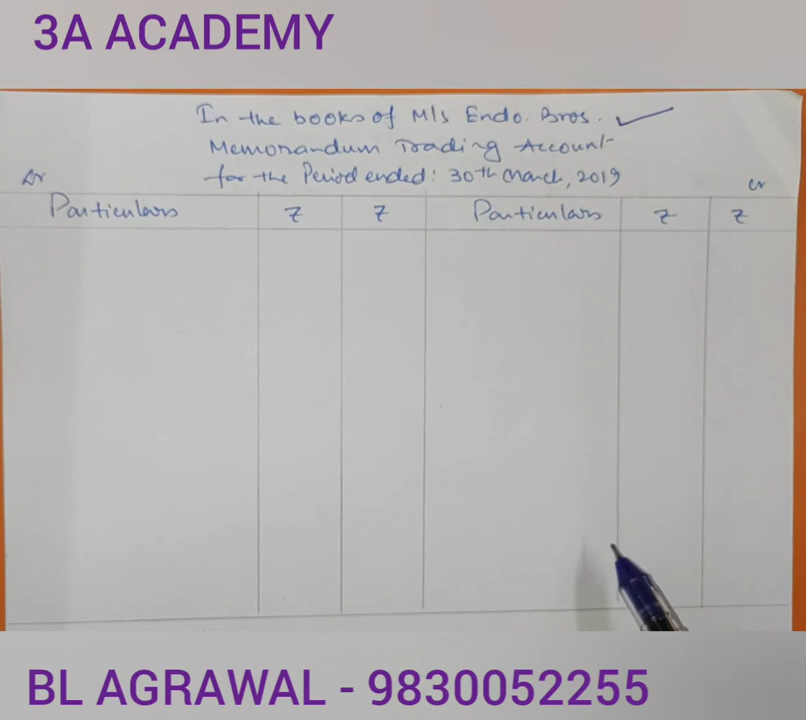 3A ACADEMY
In the books of M/s Endo. Bros.
Memorandum Trading Account
for the Period ended: 30th March, 2019
Dr Cr
Particulars ₹ ₹ Particulars ₹ ₹
BL AGRAWAL - 9830052255